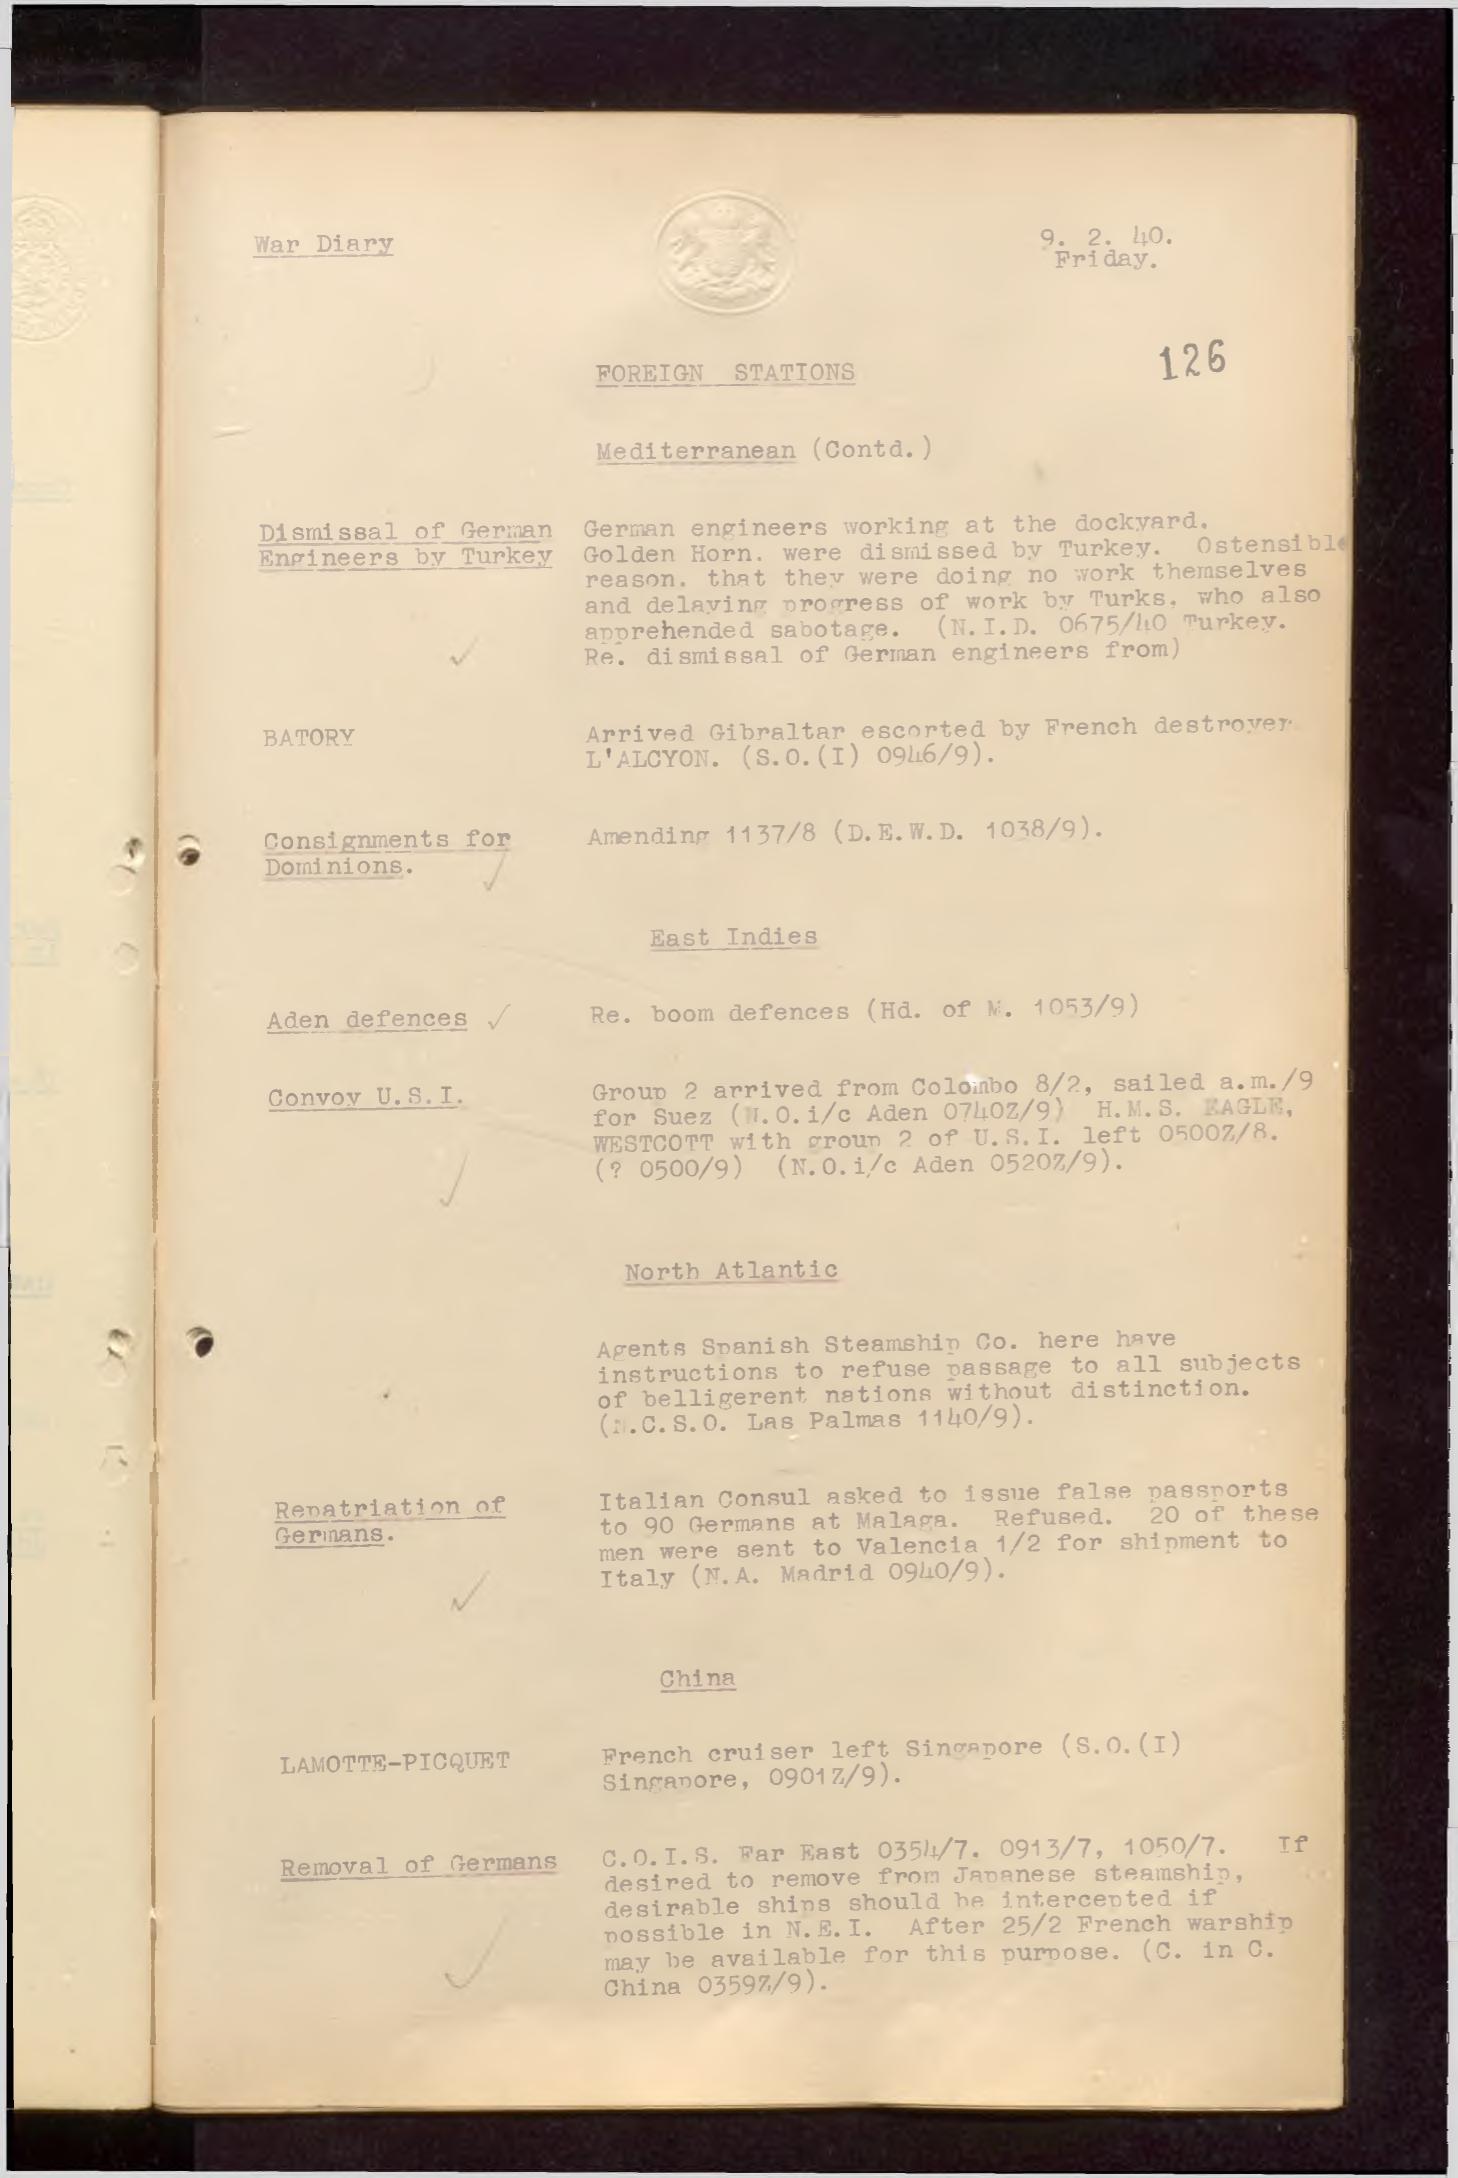 War Diary
9. 2. 40.
Friday.
126
FOREIGN STATIONS
Mediterranean (Contd.)
Dismissal of German
Engineers by Turkey
German engineers working at the dockyard.
Golden Horn. were dismissed by Turkey. Ostensible
reason. that they were doing no work themselves
and delaying progress of work by Turks, who also
apprehended sabotage. (N.I.D. 0675/40 Turkey.
Re. dismissal of German engineers from)
BATORY
Arrived Gibraltar escorted by French destroyer
L'ALCYON. (S.O.(I) 0946/9).
Consignments for
Dominions.
Amending 1137/8 (D.E.W.D. 1038/9).
East Indies
Aden defences
Re. boom defences (Hd. of M. 1053/9)
Convoy U.S.I.
Group 2 arrived from Colombo 8/2, sailed a.m./9
for Suez (N.O.i/c Aden 0740Z/9) H.M.S. EAGLE,
WESTCOTT with group 2 of U.S.I. left 0500Z/8.
(? 0500/9) (N.O.i/c Aden 0520Z/9).
North Atlantic
Agents Spanish Steamship Co. here have
instructions to refuse passage to all subjects
of belligerent nations without distinction.
(N.C.S.O. Las Palmas 1140/9).
Repatriation of
Germans.
Italian Consul asked to issue false passports
to 90 Germans at Malaga. Refused. 20 of these
men were sent to Valencia 1/2 for shipment to
Italy (N.A. Madrid 0940/9).
China
LAMOTTE-PICQUET
French cruiser left Singapore (S.O.(I)
Singapore, 0901Z/9).
Removal of Germans
C.O.I.S. Far East 0354/7. 0913/7, 1050/7. If
desired to remove from Japanese steamship,
desirable ships should be intercepted if
possible in N.E.I. After 25/2 French warship
may be available for this purpose. (C. in C.
China 0359Z/9).